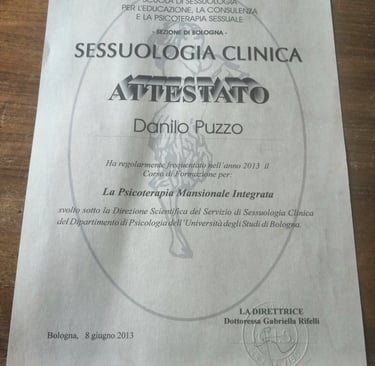 SCUOLA DI SESSUOLOGIA
PER L'EDUCAZIONE, LA CONSULENZA
E LA PSICOTERAPIA SESSUALE
- SEZIONE DI BOLOGNA -
SESSUOLOGIA CLINICA
ATTESTATO
Danilo Puzzo
Ha regolarmente frequentato nell'anno 2013 il
Corso di Formazione per:
La Psicoterapia Mansionale Integrata
svolto sotto la Direzione Scientifica del Servizio di Sessuologia Clinica
del Dipartimento di Psicologia dell'Università degli Studi di Bologna.
LA DIRETTRICE
Dottoressa Gabriella Rifelli
Bologna, 8 giugno 2013